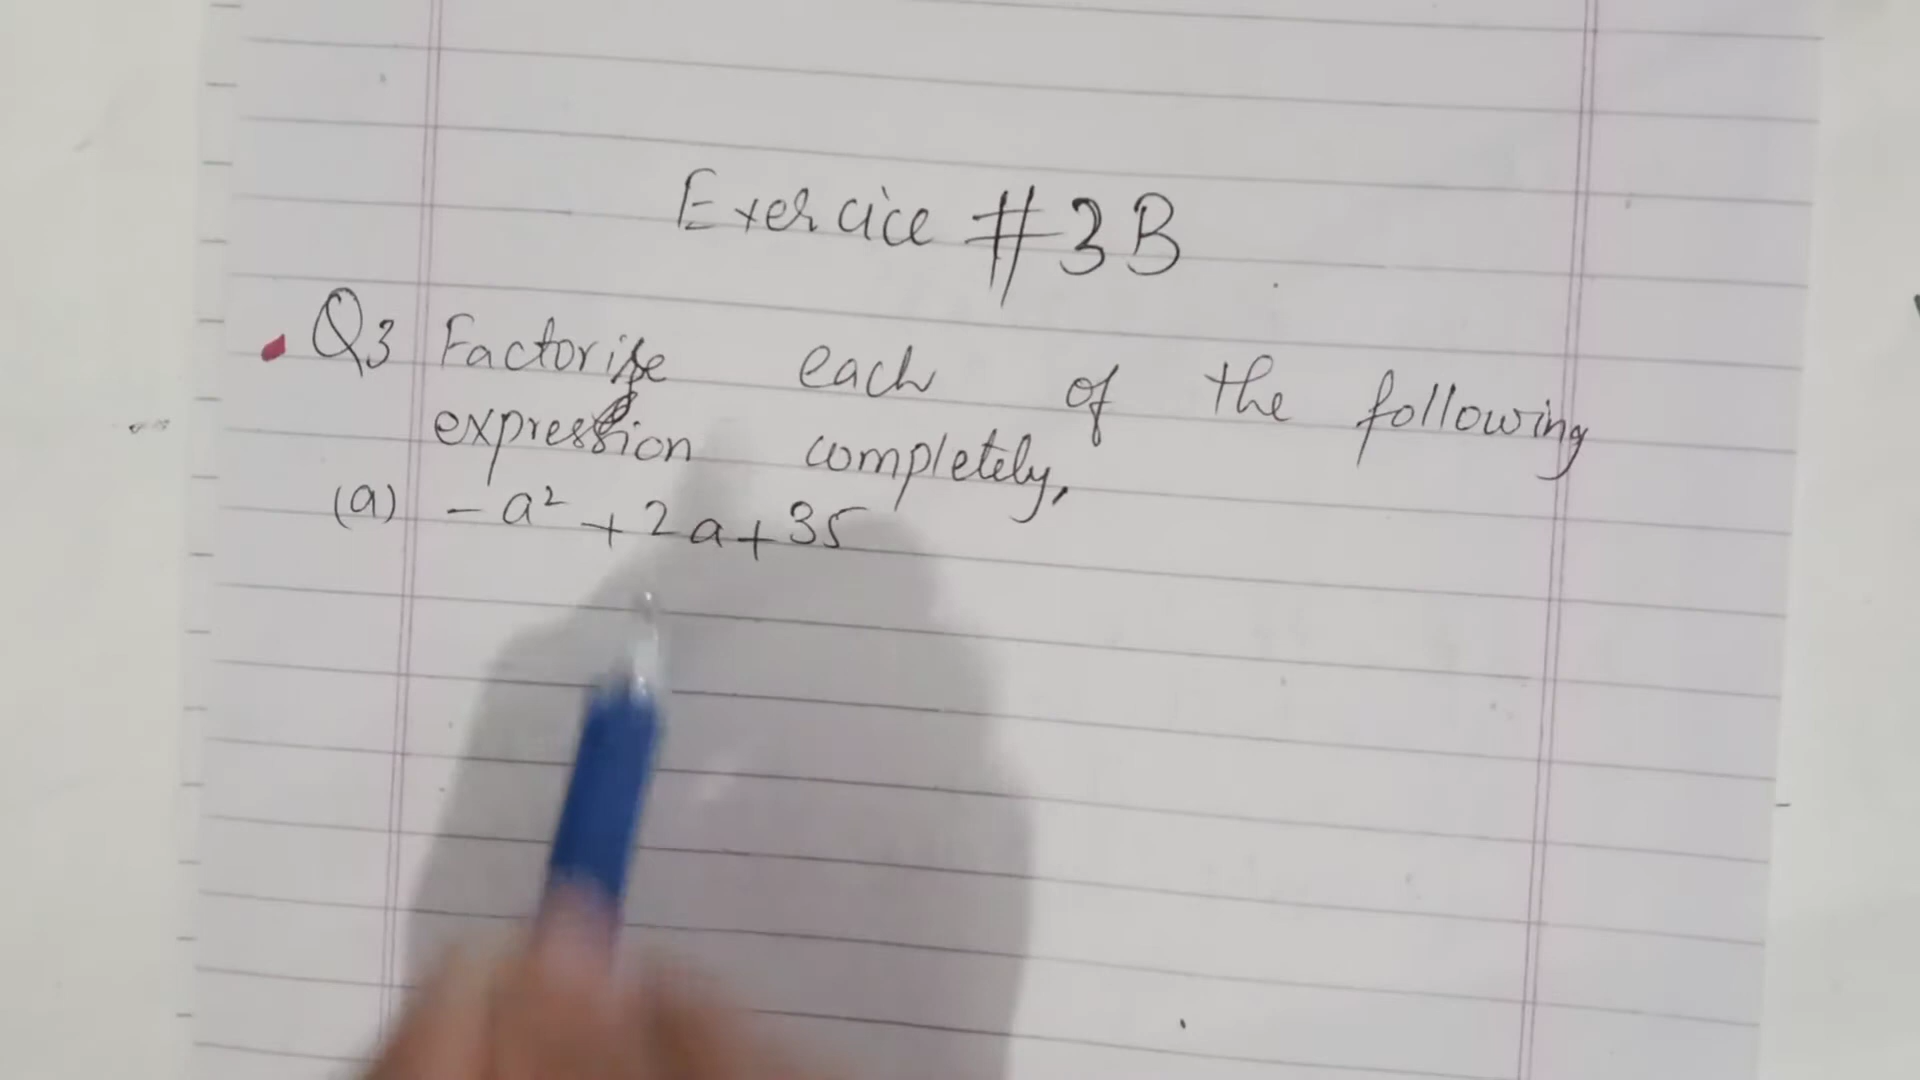 Exercice #3B
Q3 Factorise each of the following
expression completely,
(a) - a² + 2a + 35